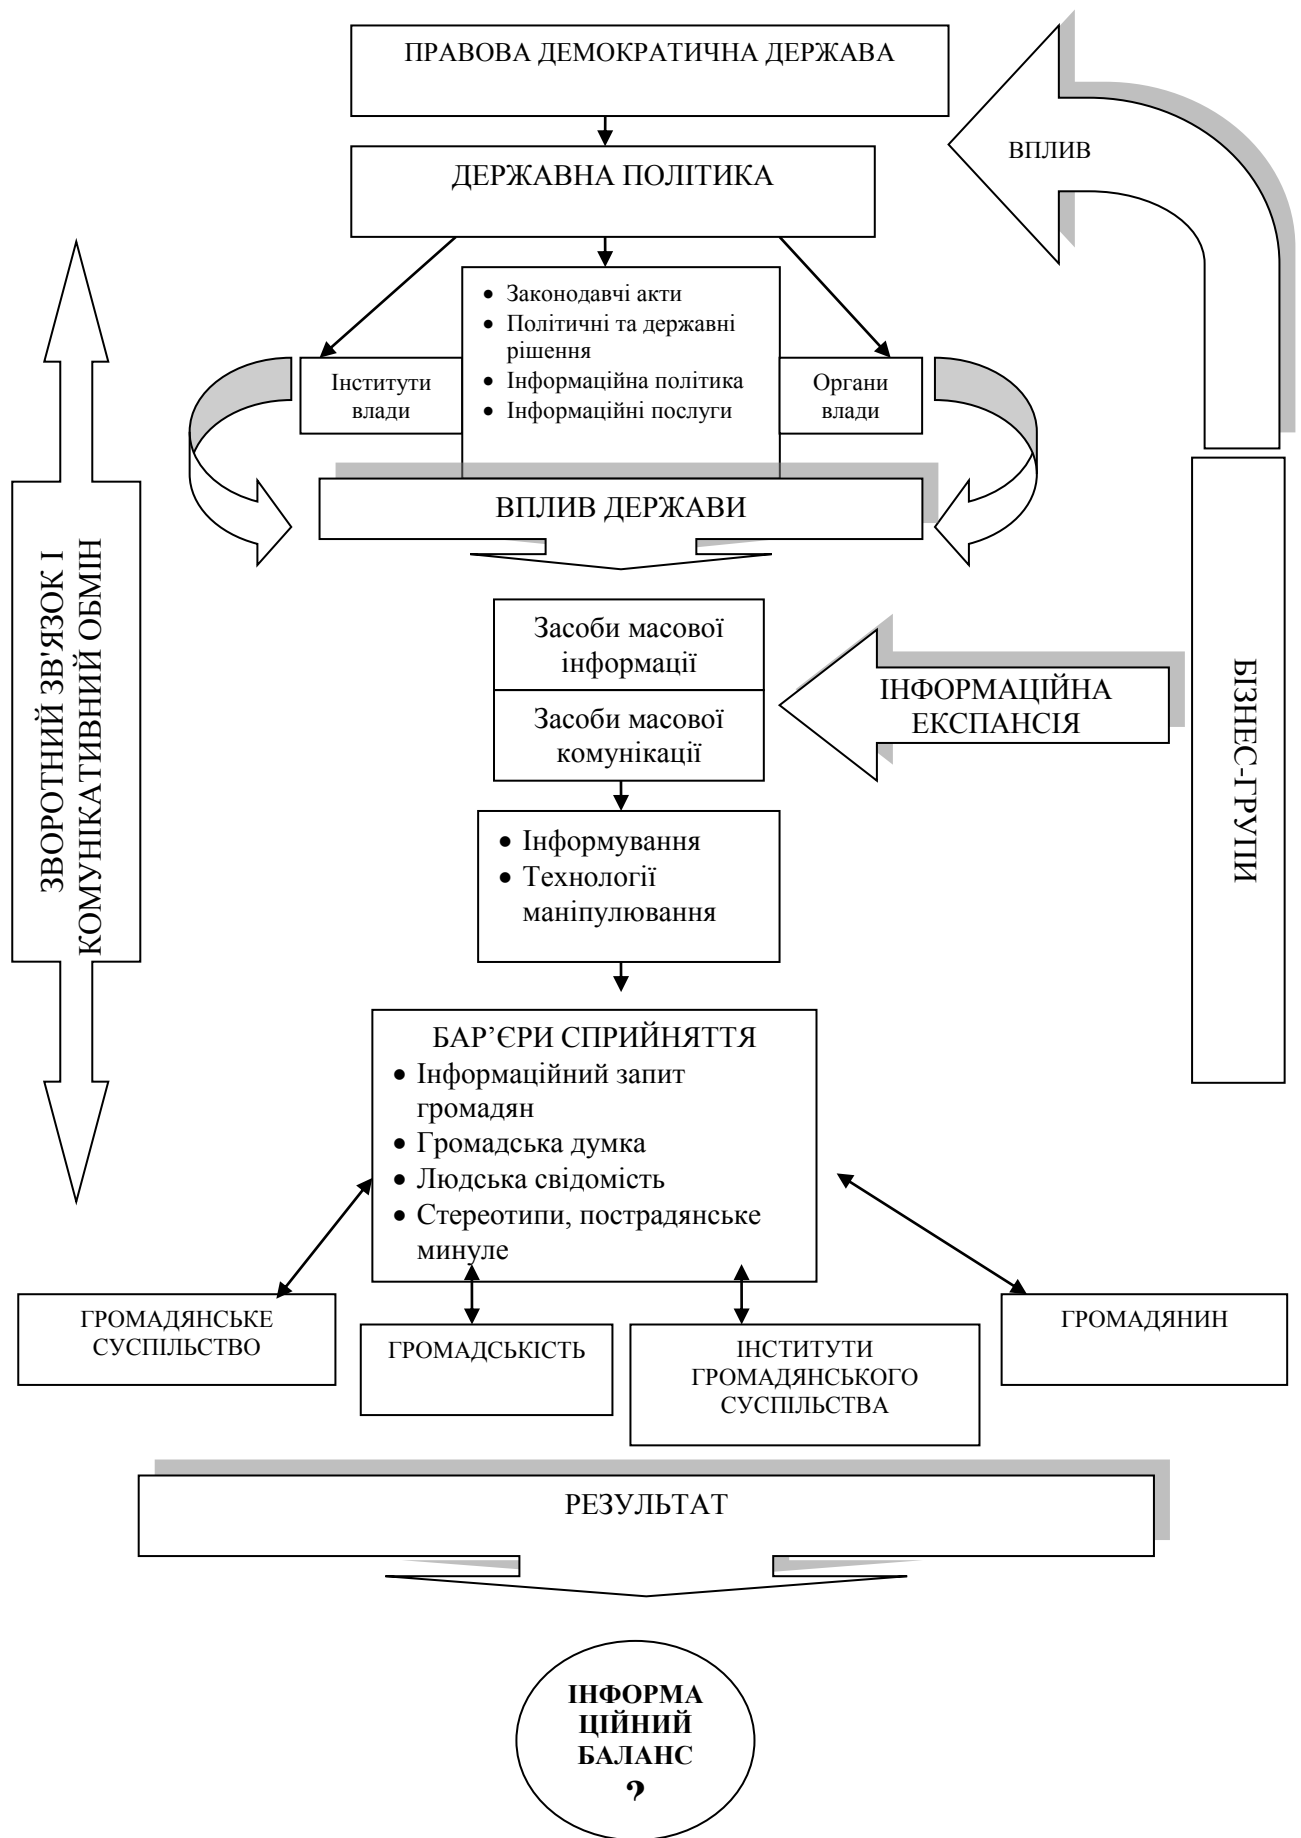 ПРАВОВА ДЕМОКРАТИЧНА ДЕРЖАВА
ВПЛИВ
ДЕРЖАВНА ПОЛІТИКА
• Законодавчі акти
• Політичні та державні
рішення
• Інформаційна політика
• Інформаційні послуги
Інститути
влади
Органи
влади
ВПЛИВ ДЕРЖАВИ
ЗВОРОТНИЙ ЗВ'ЯЗОК І
КОМУНІКАТИВНИЙ ОБМІН
Засоби масової
інформації
Засоби масової
комунікації
ІНФОРМАЦІЙНА
ЕКСПАНСІЯ
БІЗНЕС-ГРУПИ
• Інформування
• Технології
маніпулювання
БАР’ЄРИ СПРИЙНЯТТЯ
• Інформаційний запит
громадян
• Громадська думка
• Людська свідомість
• Стереотипи, пострадянське
минуле
ГРОМАДЯНСЬКЕ
СУСПІЛЬСТВО
ГРОМАДСЬКІСТЬ
ІНСТИТУТИ
ГРОМАДЯНСЬКОГО
СУСПІЛЬСТВА
ГРОМАДЯНИН
РЕЗУЛЬТАТ
ІНФОРМА
ЦІЙНИЙ
БАЛАНС
?